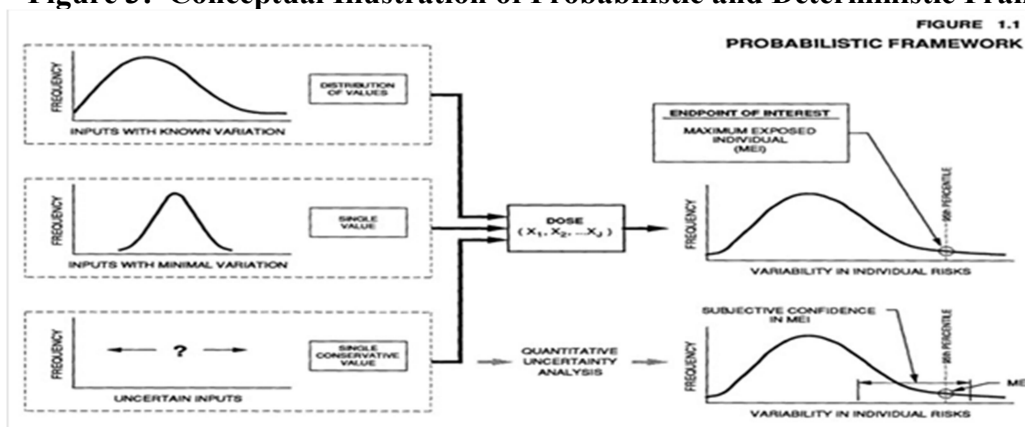 Figure 3: Conceptual Illustration of Probabilistic and Deterministic Fram
FIGURE 1.1
PROBABILISTIC FRAMEWORK
FREQUENCY
DISTRIBUTION
OF VALUES
INPUTS WITH KNOWN VARIATION
FREQUENCY
SINGLE
VALUE
INPUTS WITH MINIMAL VARIATION
FREQUENCY
?
SINGLE
CONSERVATIVE
VALUE
UNCERTAIN INPUTS
DOSE
( X₁, X₂, ...XJ )
ENDPOINT OF INTEREST
MAXIMUM EXPOSED
INDIVIDUAL
(MEI)
FREQUENCY
PERCENTILE
VARIABILITY IN INDIVIDUAL RISKS
QUANTITATIVE
UNCERTAINTY
ANALYSIS
SUBJECTIVE CONFIDENCE
IN MEI
FREQUENCY
PERCENTILE
ME
VARIABILITY IN INDIVIDUAL RISKS